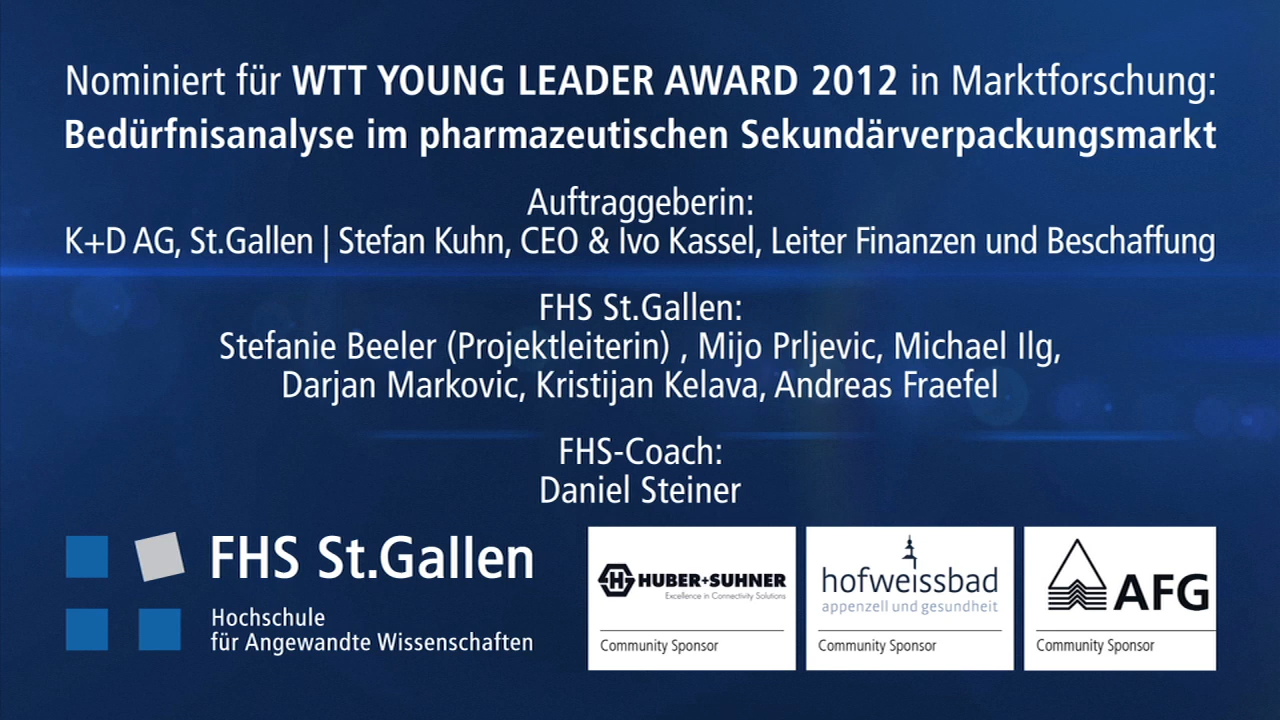 Nominiert für WTT YOUNG LEADER AWARD 2012 in Marktforschung:
Bedürfnisanalyse im pharmazeutischen Sekundärverpackungsmarkt
Auftraggeberin:
K+D AG, St.Gallen | Stefan Kuhn, CEO & Ivo Kassel, Leiter Finanzen und Beschaffung
FHS St.Gallen:
Stefanie Beeler (Projektleiterin) , Mijo Prljevic, Michael Ilg,
Darjan Markovic, Kristijan Kelava, Andreas Fraefel
FHS-Coach:
Daniel Steiner
FHS St.Gallen
Hochschule
für Angewandte Wissenschaften
HUBER+SUHNER
Excellence in Connectivity Solutions
Community Sponsor
hofweissbad
appenzell und gesundheit
Community Sponsor
AFG
Community Sponsor